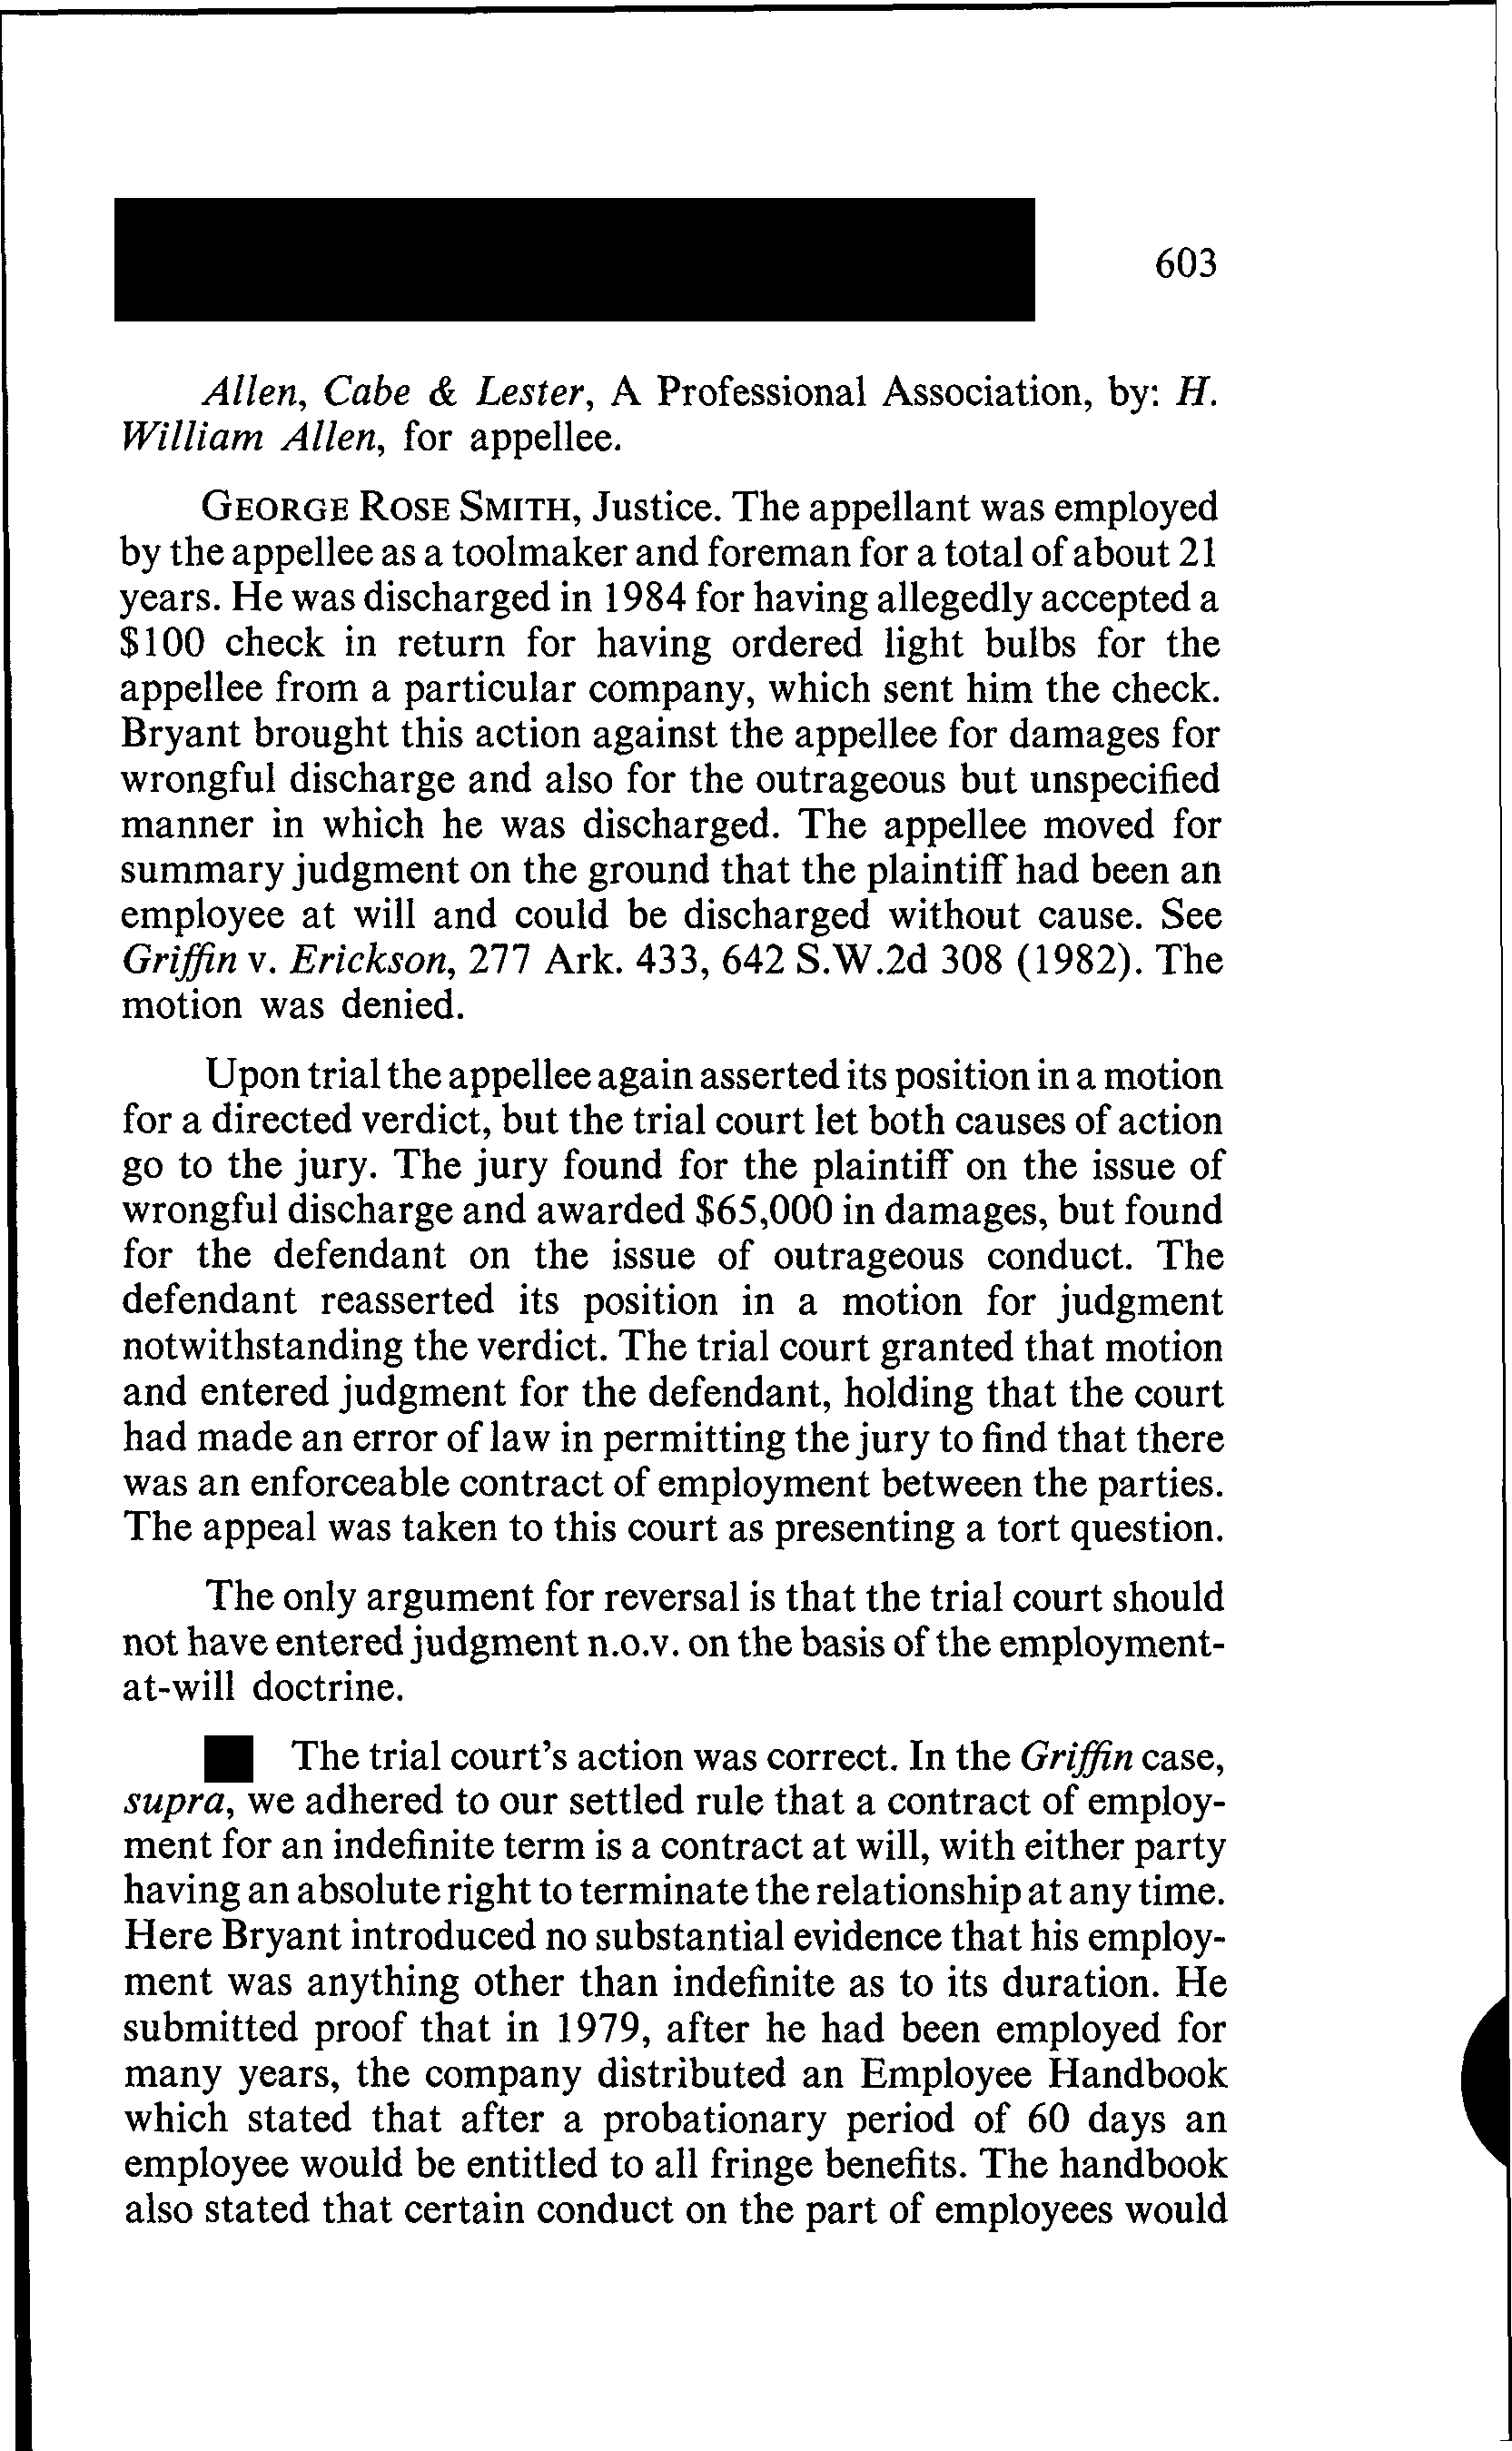 603
Allen, Cabe & Lester, A Professional Association, by: H.
William Allen, for appellee.
GEORGE ROSE SMITH, Justice. The appellant was employed
by the appellee as a toolmaker and foreman for a total of about 21
years. He was discharged in 1984 for having allegedly accepted a
$100 check in return for having ordered light bulbs for the
appellee from a particular company, which sent him the check.
Bryant brought this action against the appellee for damages for
wrongful discharge and also for the outrageous but unspecified
manner in which he was discharged. The appellee moved for
summary judgment on the ground that the plaintiff had been an
employee at will and could be discharged without cause. See
Griffin v. Erickson, 277 Ark. 433, 642 S.W.2d 308 (1982). The
motion was denied.
Upon trial the appellee again asserted its position in a motion
for a directed verdict, but the trial court let both causes of action
go to the jury. The jury found for the plaintiff on the issue of
wrongful discharge and awarded $65,000 in damages, but found
for the defendant on the issue of outrageous conduct. The
defendant reasserted its position in a motion for judgment
notwithstanding the verdict. The trial court granted that motion
and entered judgment for the defendant, holding that the court
had made an error of law in permitting the jury to find that there
was an enforceable contract of employment between the parties.
The appeal was taken to this court as presenting a tort question.
The only argument for reversal is that the trial court should
not have entered judgment n.o.v. on the basis of the employment-
at-will doctrine.
The trial court's action was correct. In the Griffin case,
supra, we adhered to our settled rule that a contract of employ-
ment for an indefinite term is a contract at will, with either party
having an absolute right to terminate the relationship at any time.
Here Bryant introduced no substantial evidence that his employ-
ment was anything other than indefinite as to its duration. He
submitted proof that in 1979, after he had been employed for
many years, the company distributed an Employee Handbook
which stated that after a probationary period of 60 days an
employee would be entitled to all fringe benefits. The handbook
also stated that certain conduct on the part of employees would